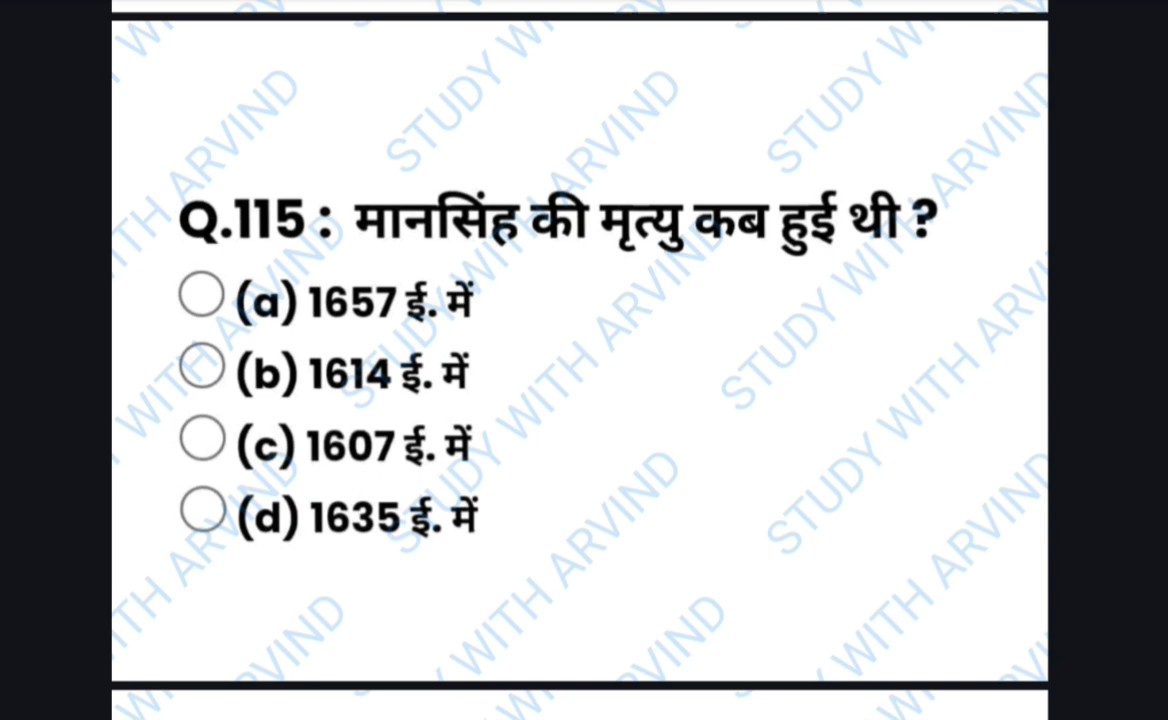 Q.115 : मानसिंह की मृत्यु कब हुई थी ?
(a) 1657 ई. में
(b) 1614 ई. में
(c) 1607 ई. में
(d) 1635 ई. में
STUDY WITH ARVIND